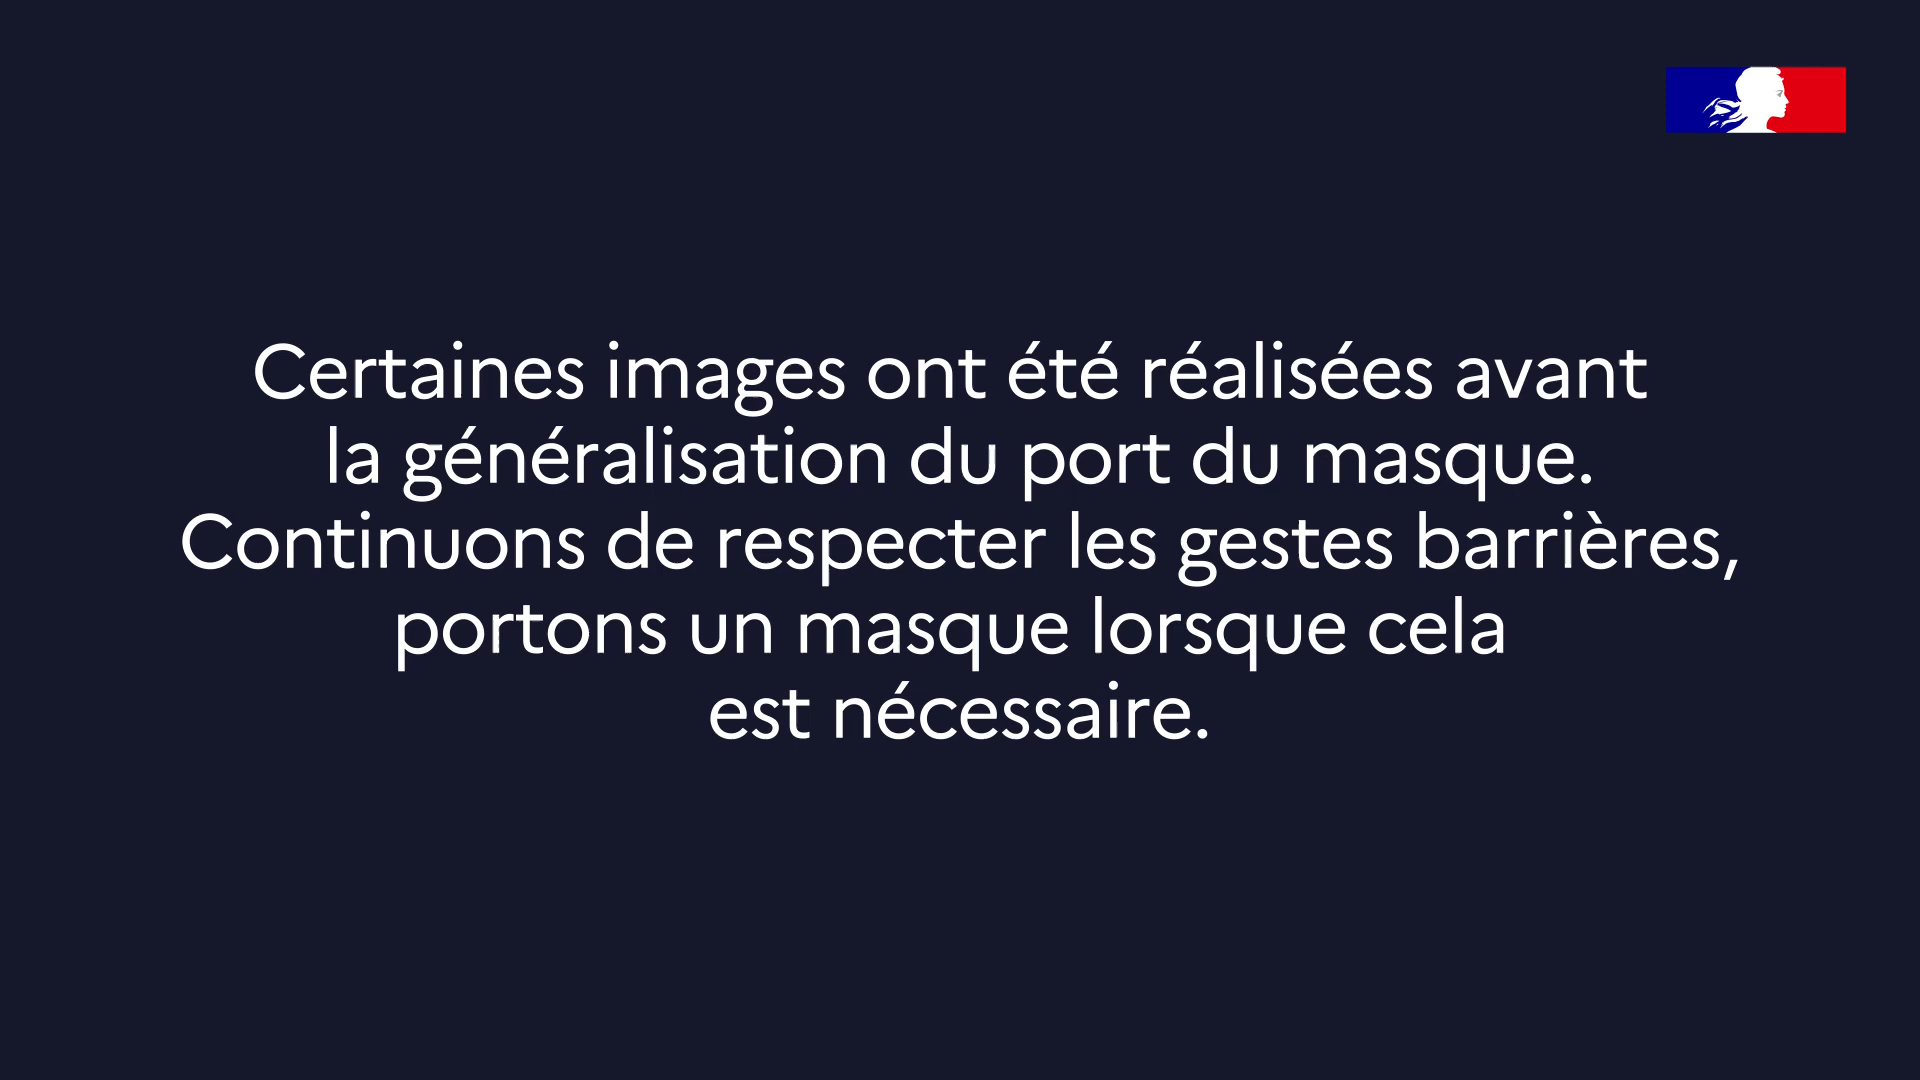 Certaines images ont été réalisées avant
la généralisation du port du masque.
Continuons de respecter les gestes barrières,
portons un masque lorsque cela
est nécessaire.